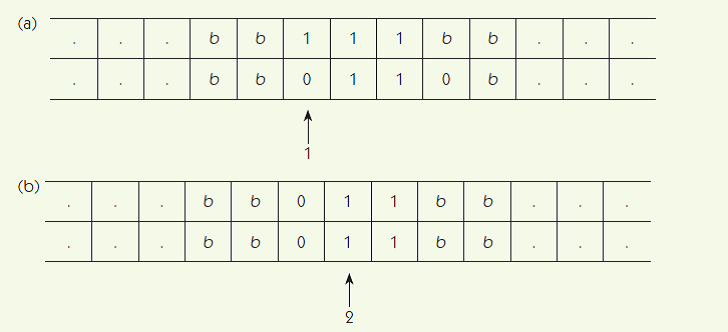 (a)
. . . b b 1 1 1 b b . . .
. . . b b 0 1 1 0 b . . .
1
(b)
. . . b b 0 1 1 b b . . .
. . . b b 0 1 1 b b . . .
2